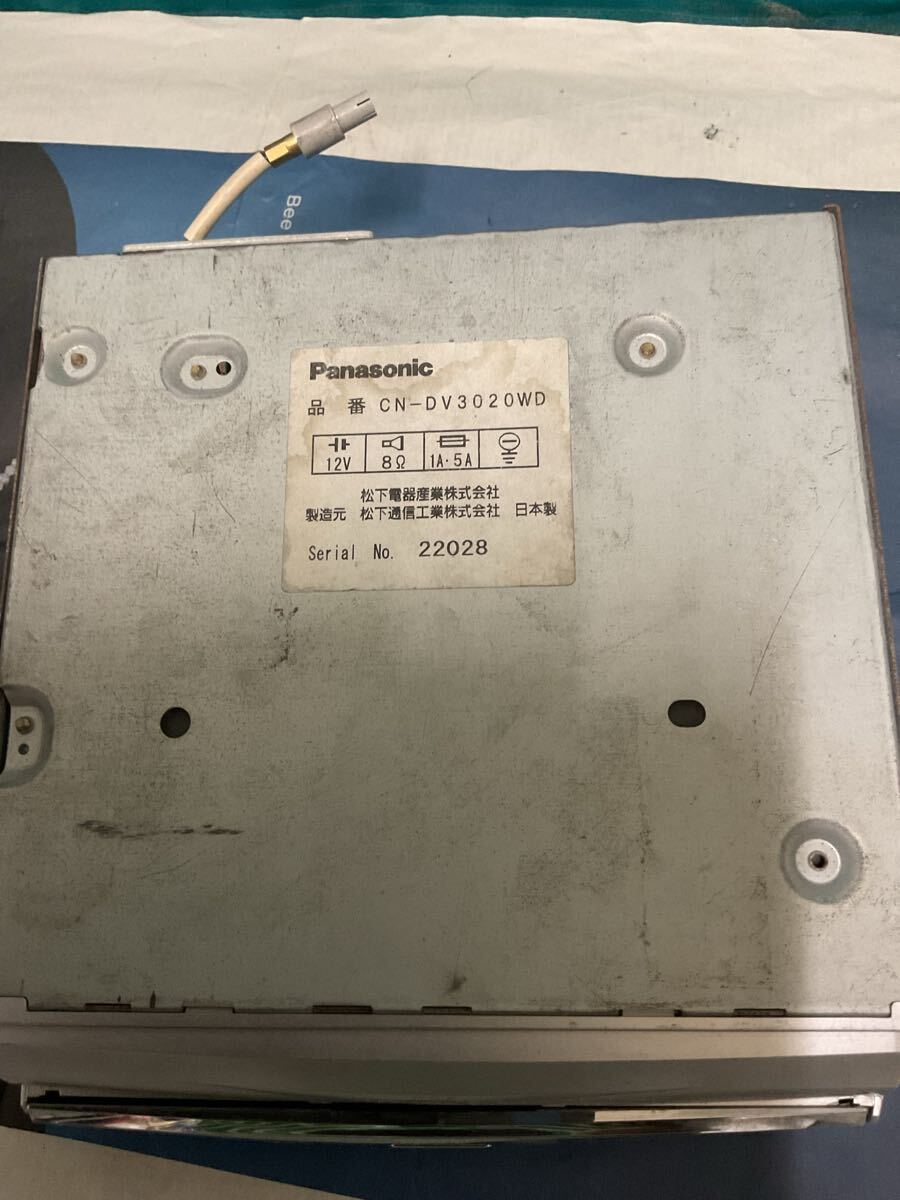 Bee
Panasonic
品 番 CN-DV3020WD
12V 8Ω 1A・5A
松下電器産業株式会社
製造元 松下通信工業株式会社 日本製
Serial No. 22028